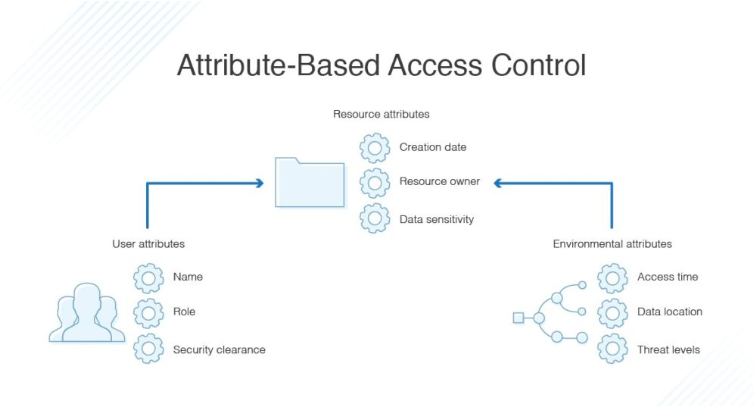 Attribute-Based Access Control
Resource attributes
Creation date
Resource owner
Data sensitivity
User attributes
Name
Role
Security clearance
Environmental attributes
Access time
Data location
Threat levels